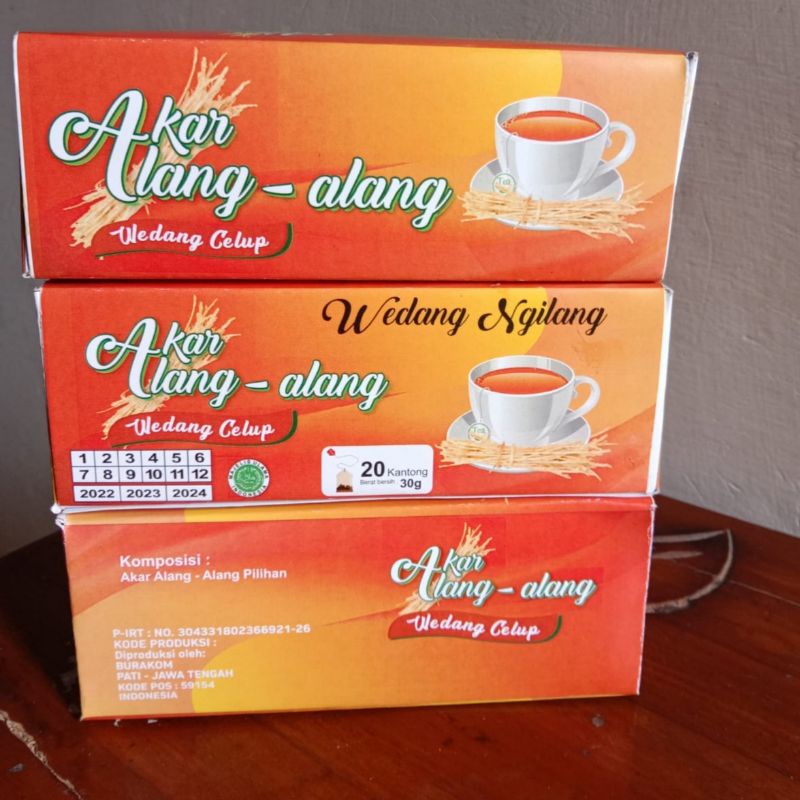 Akar
Alang - alang
Wedang Celup
Wedang Ngilang
Akar
Alang - alang
Wedang Celup
1 2 3 4 5 6
7 8 9 10 11 12
2022 2023 2024
MAJELIS ULAMA
INDONESIA
20 Kantong
Berat bersih 30g
Komposisi :
Akar Alang - Alang Pilihan
Akar
Alang - alang
Wedang Celup
P-IRT : NO. 304331802366921-26
KODE PRODUKSI :
Diproduksi oleh:
BURAKOM
PATI - JAWA TENGAH
KODE POS : 59154
INDONESIA